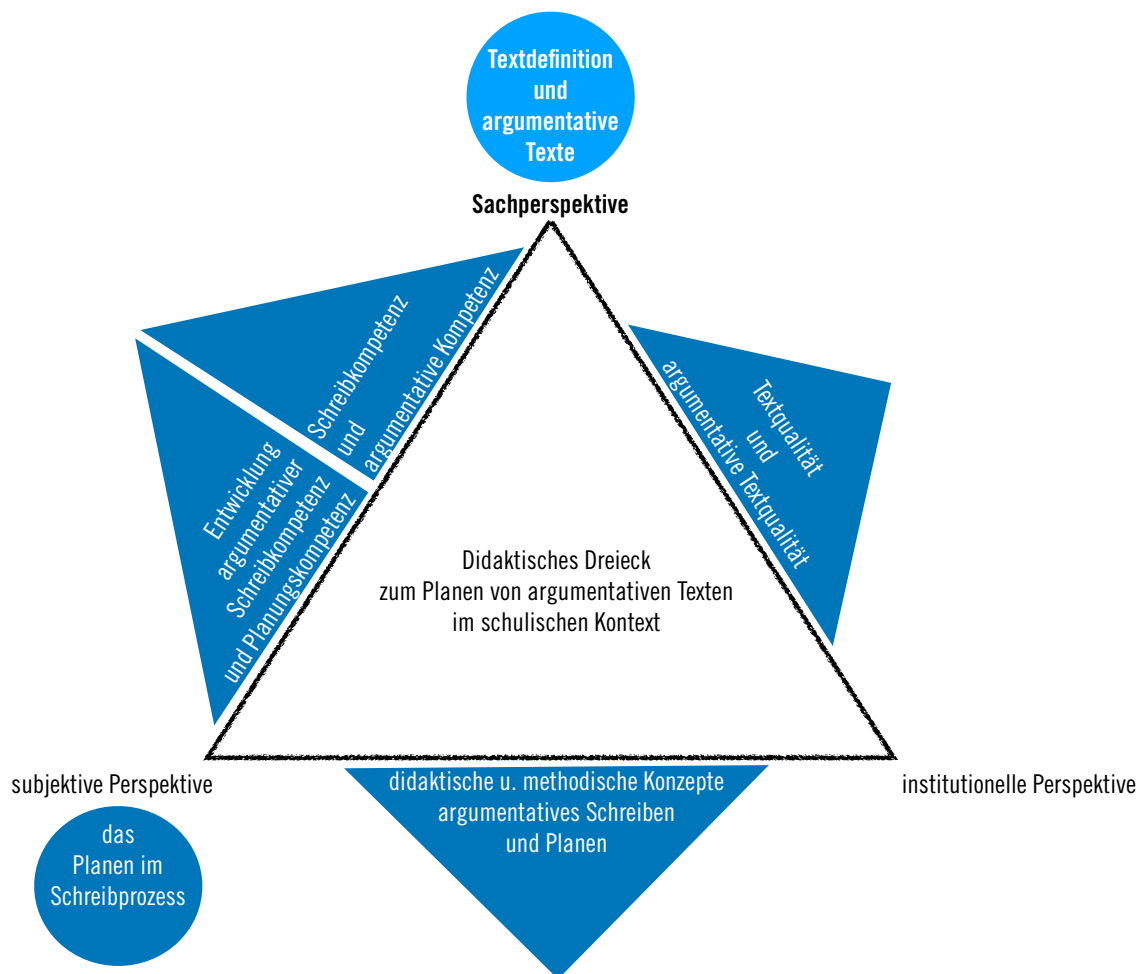 Textdefinition
und
argumentative
Texte
Sachperspektive
Schreibkompetenz
und
argumentative Kompetenz
Entwicklung
argumentativer
Schreibkompetenz
und Planungskompetenz
Textqualität
und
argumentative Textqualität
Didaktisches Dreieck
zum Planen von argumentativen Texten
im schulischen Kontext
subjektive Perspektive
institutionelle Perspektive
das
Planen im
Schreibprozess
didaktische u. methodische Konzepte
argumentatives Schreiben
und Planen